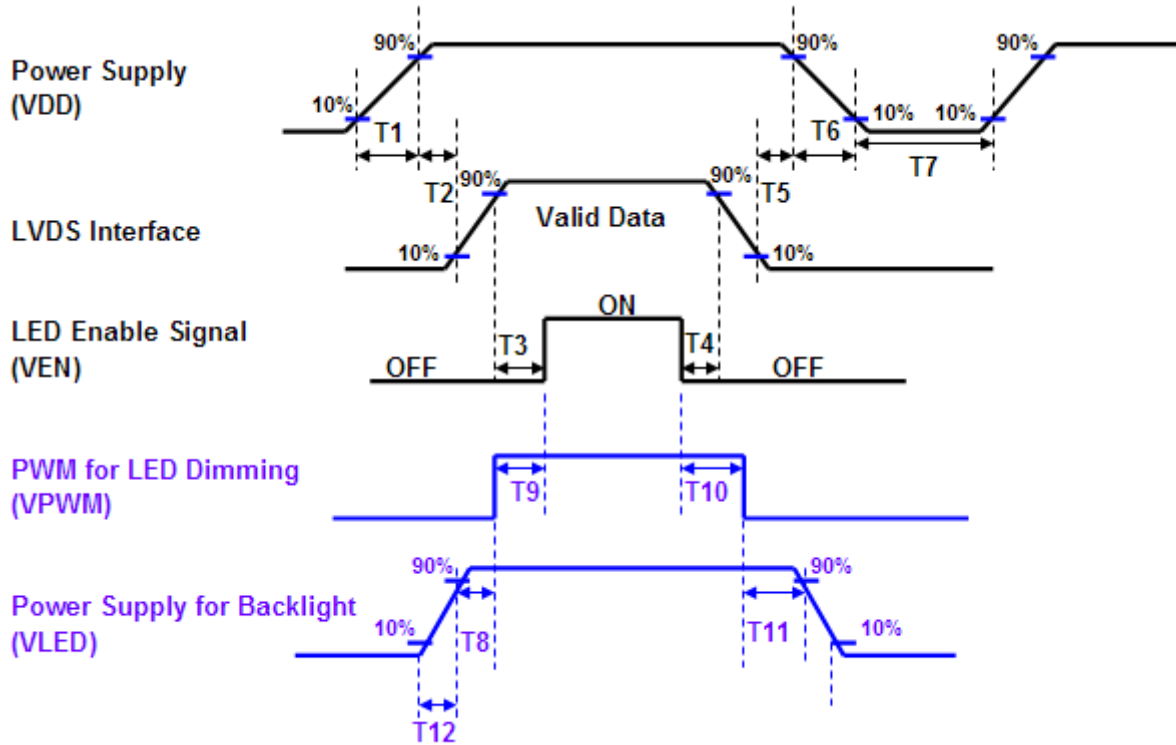 90%
90%
90%
Power Supply
(VDD)
10%
10%
10%
T1
T6
T7
T2
T5
90%
90%
Valid Data
LVDS Interface
10%
10%
ON
LED Enable Signal
(VEN)
T3
T4
OFF
OFF
PWM for LED Dimming
(VPWM)
T9
T10
90%
90%
Power Supply for Backlight
(VLED)
10%
10%
T8
T11
T12